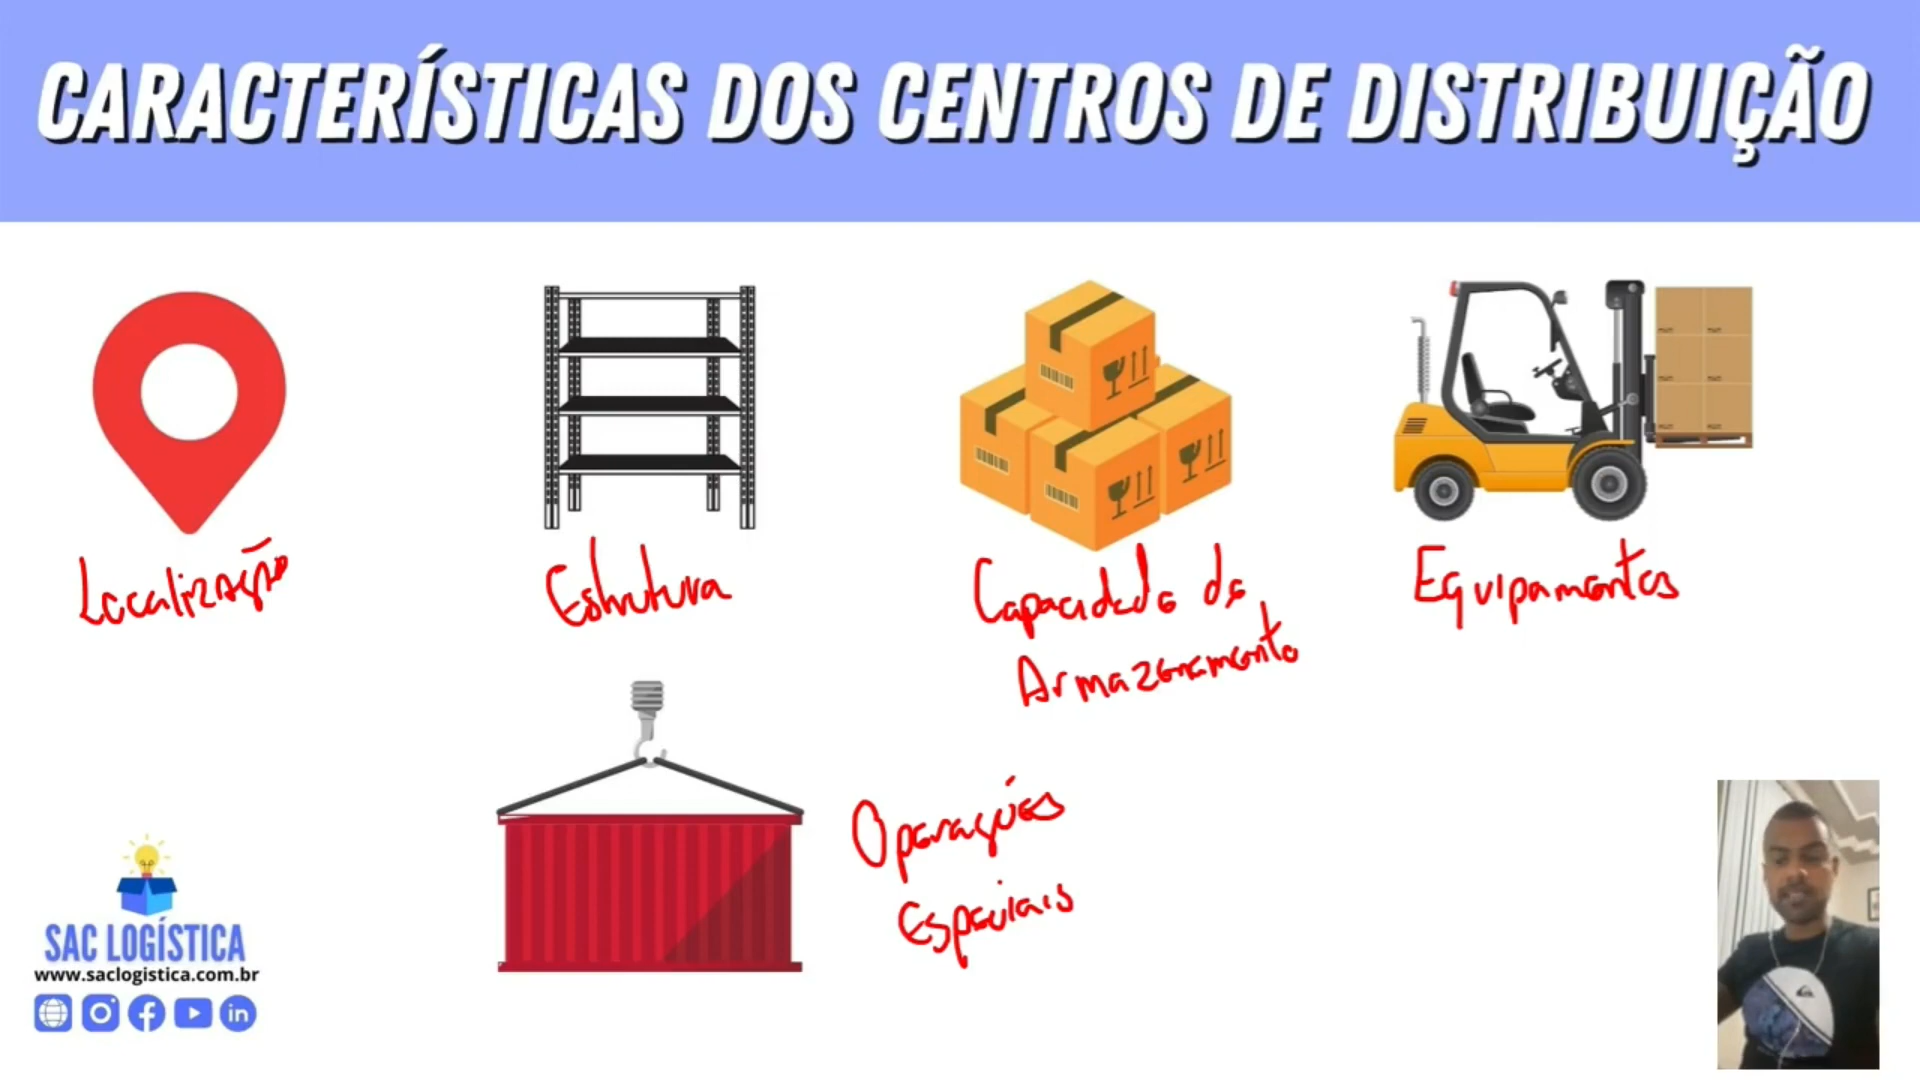 CARACTERÍSTICAS DOS CENTROS DE DISTRIBUIÇÃO
Localização
Estrutura
Capacidade de
Armazenamento
Equipamentos
Operações
Especiais
SAC LOGÍSTICA
www.saclogistica.com.br
in